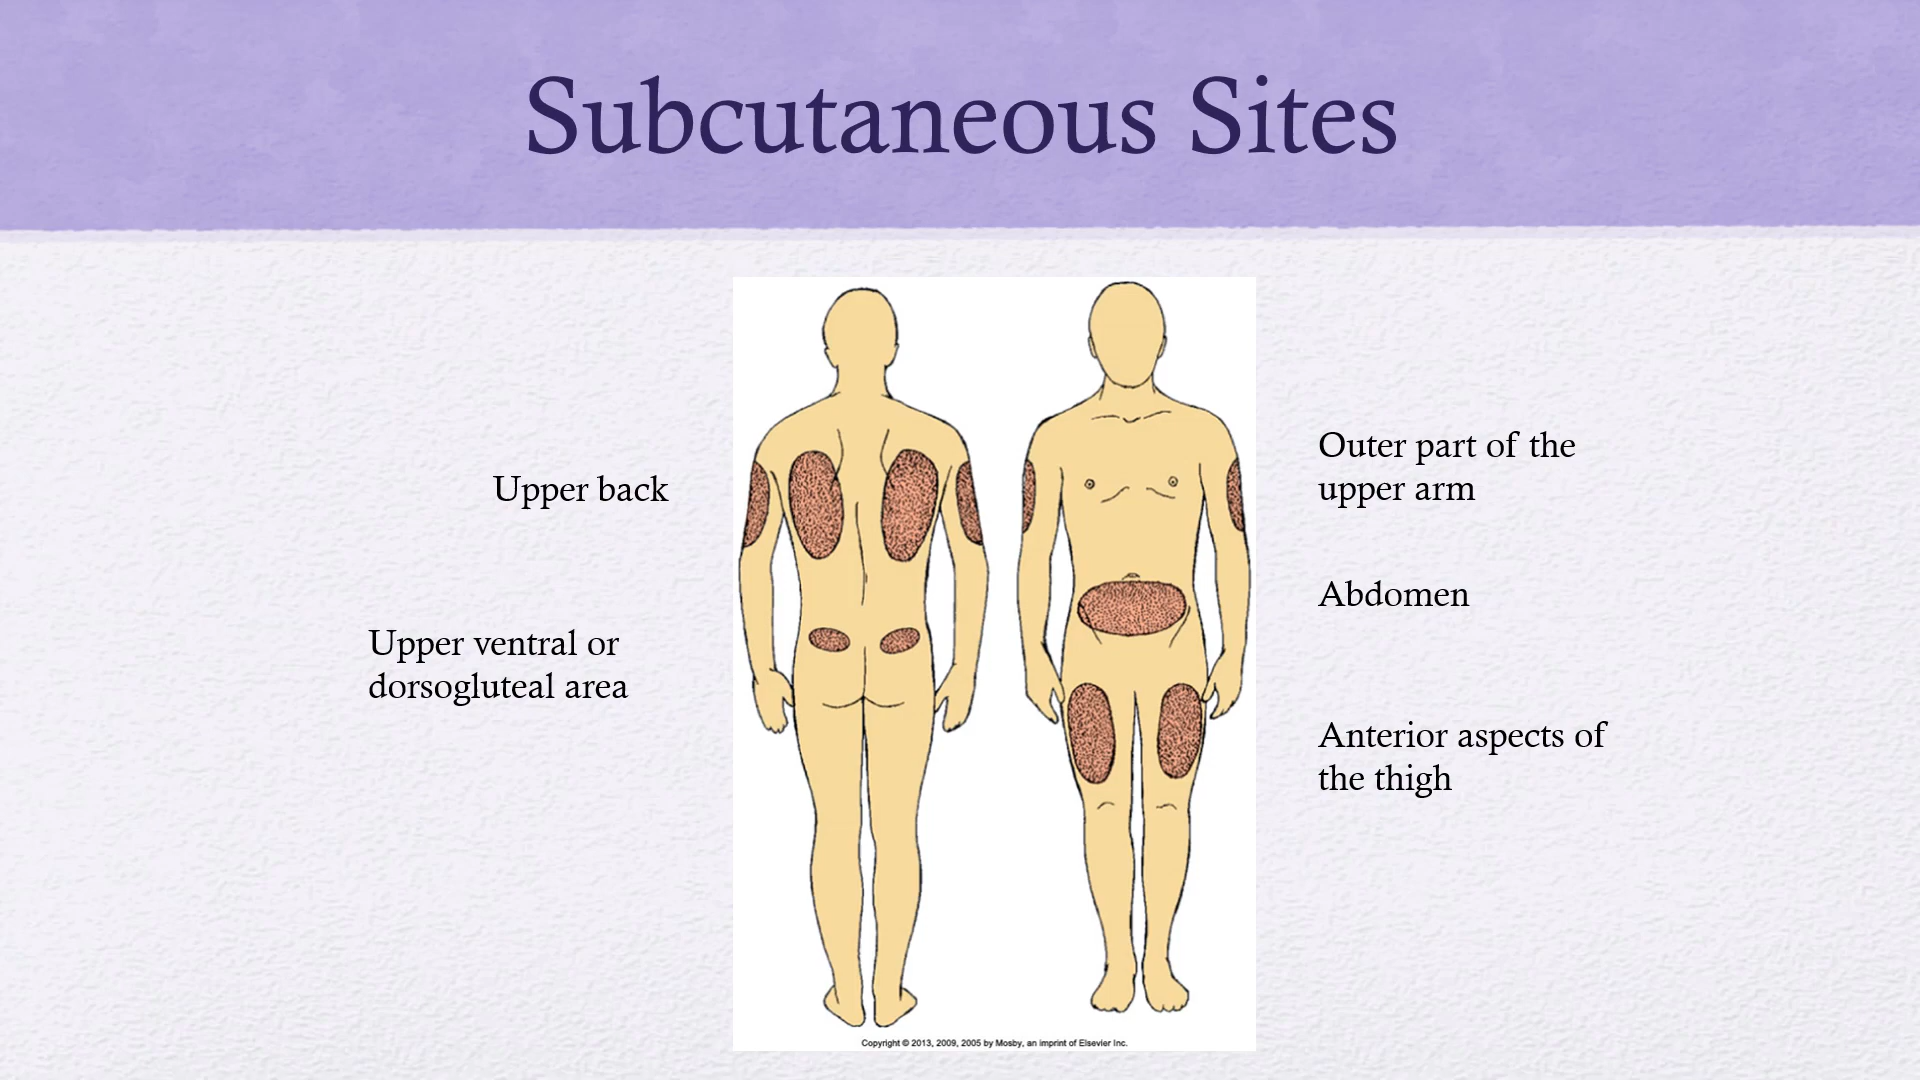 Subcutaneous Sites
Upper back
Upper ventral or
dorsogluteal area
Outer part of the
upper arm
Abdomen
Anterior aspects of
the thigh
Copyright © 2013, 2009, 2005 by Mosby, an imprint of Elsevier Inc.